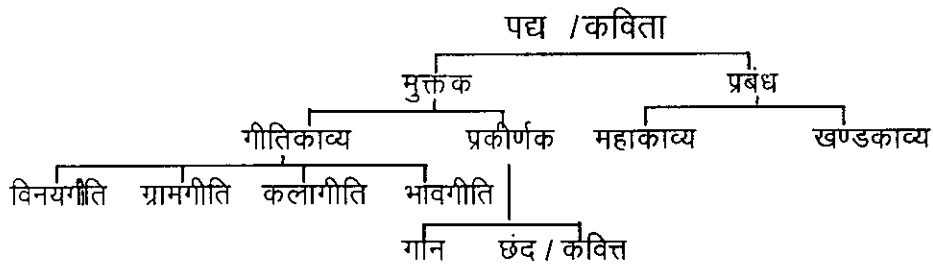 पद्य / कविता
मुक्तक प्रबंध
गीतिकाव्य प्रकीर्णक महाकाव्य खण्डकाव्य
विनयगीति ग्रामगीति कलागीति भावगीति
गान छंद / कवित्त